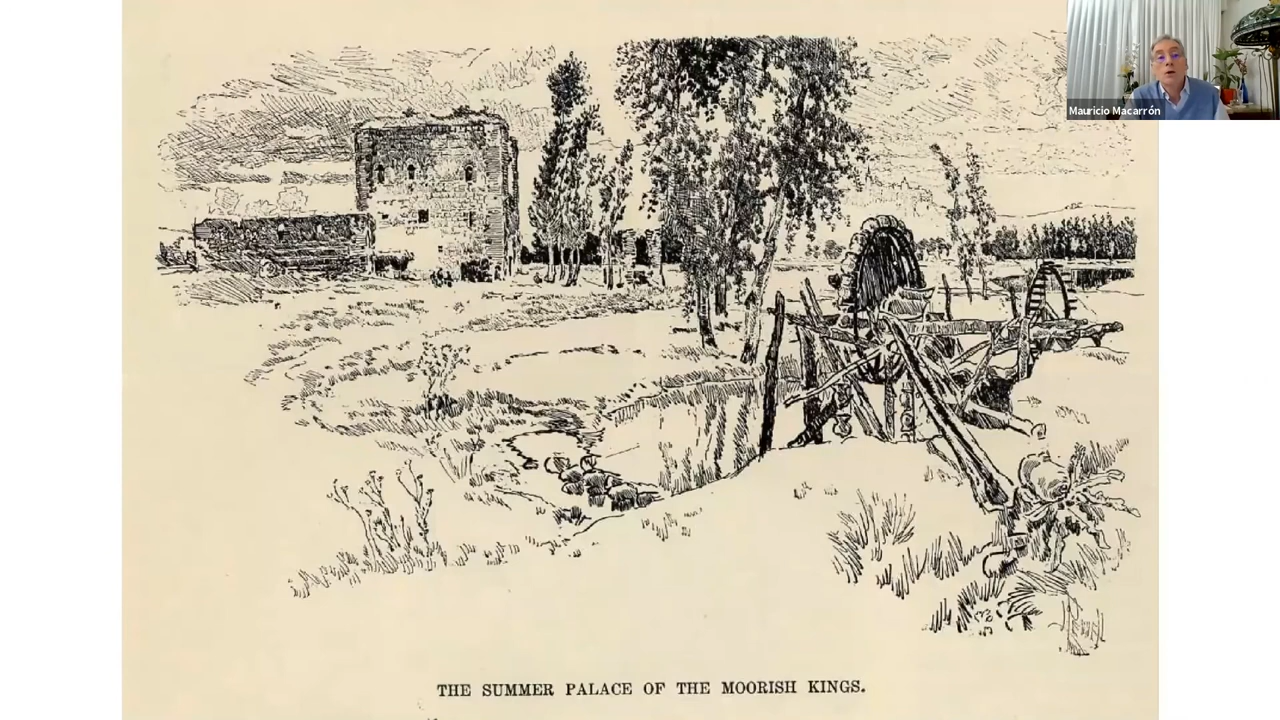 Mauricio Macarrón
THE SUMMER PALACE OF THE MOORISH KINGS.